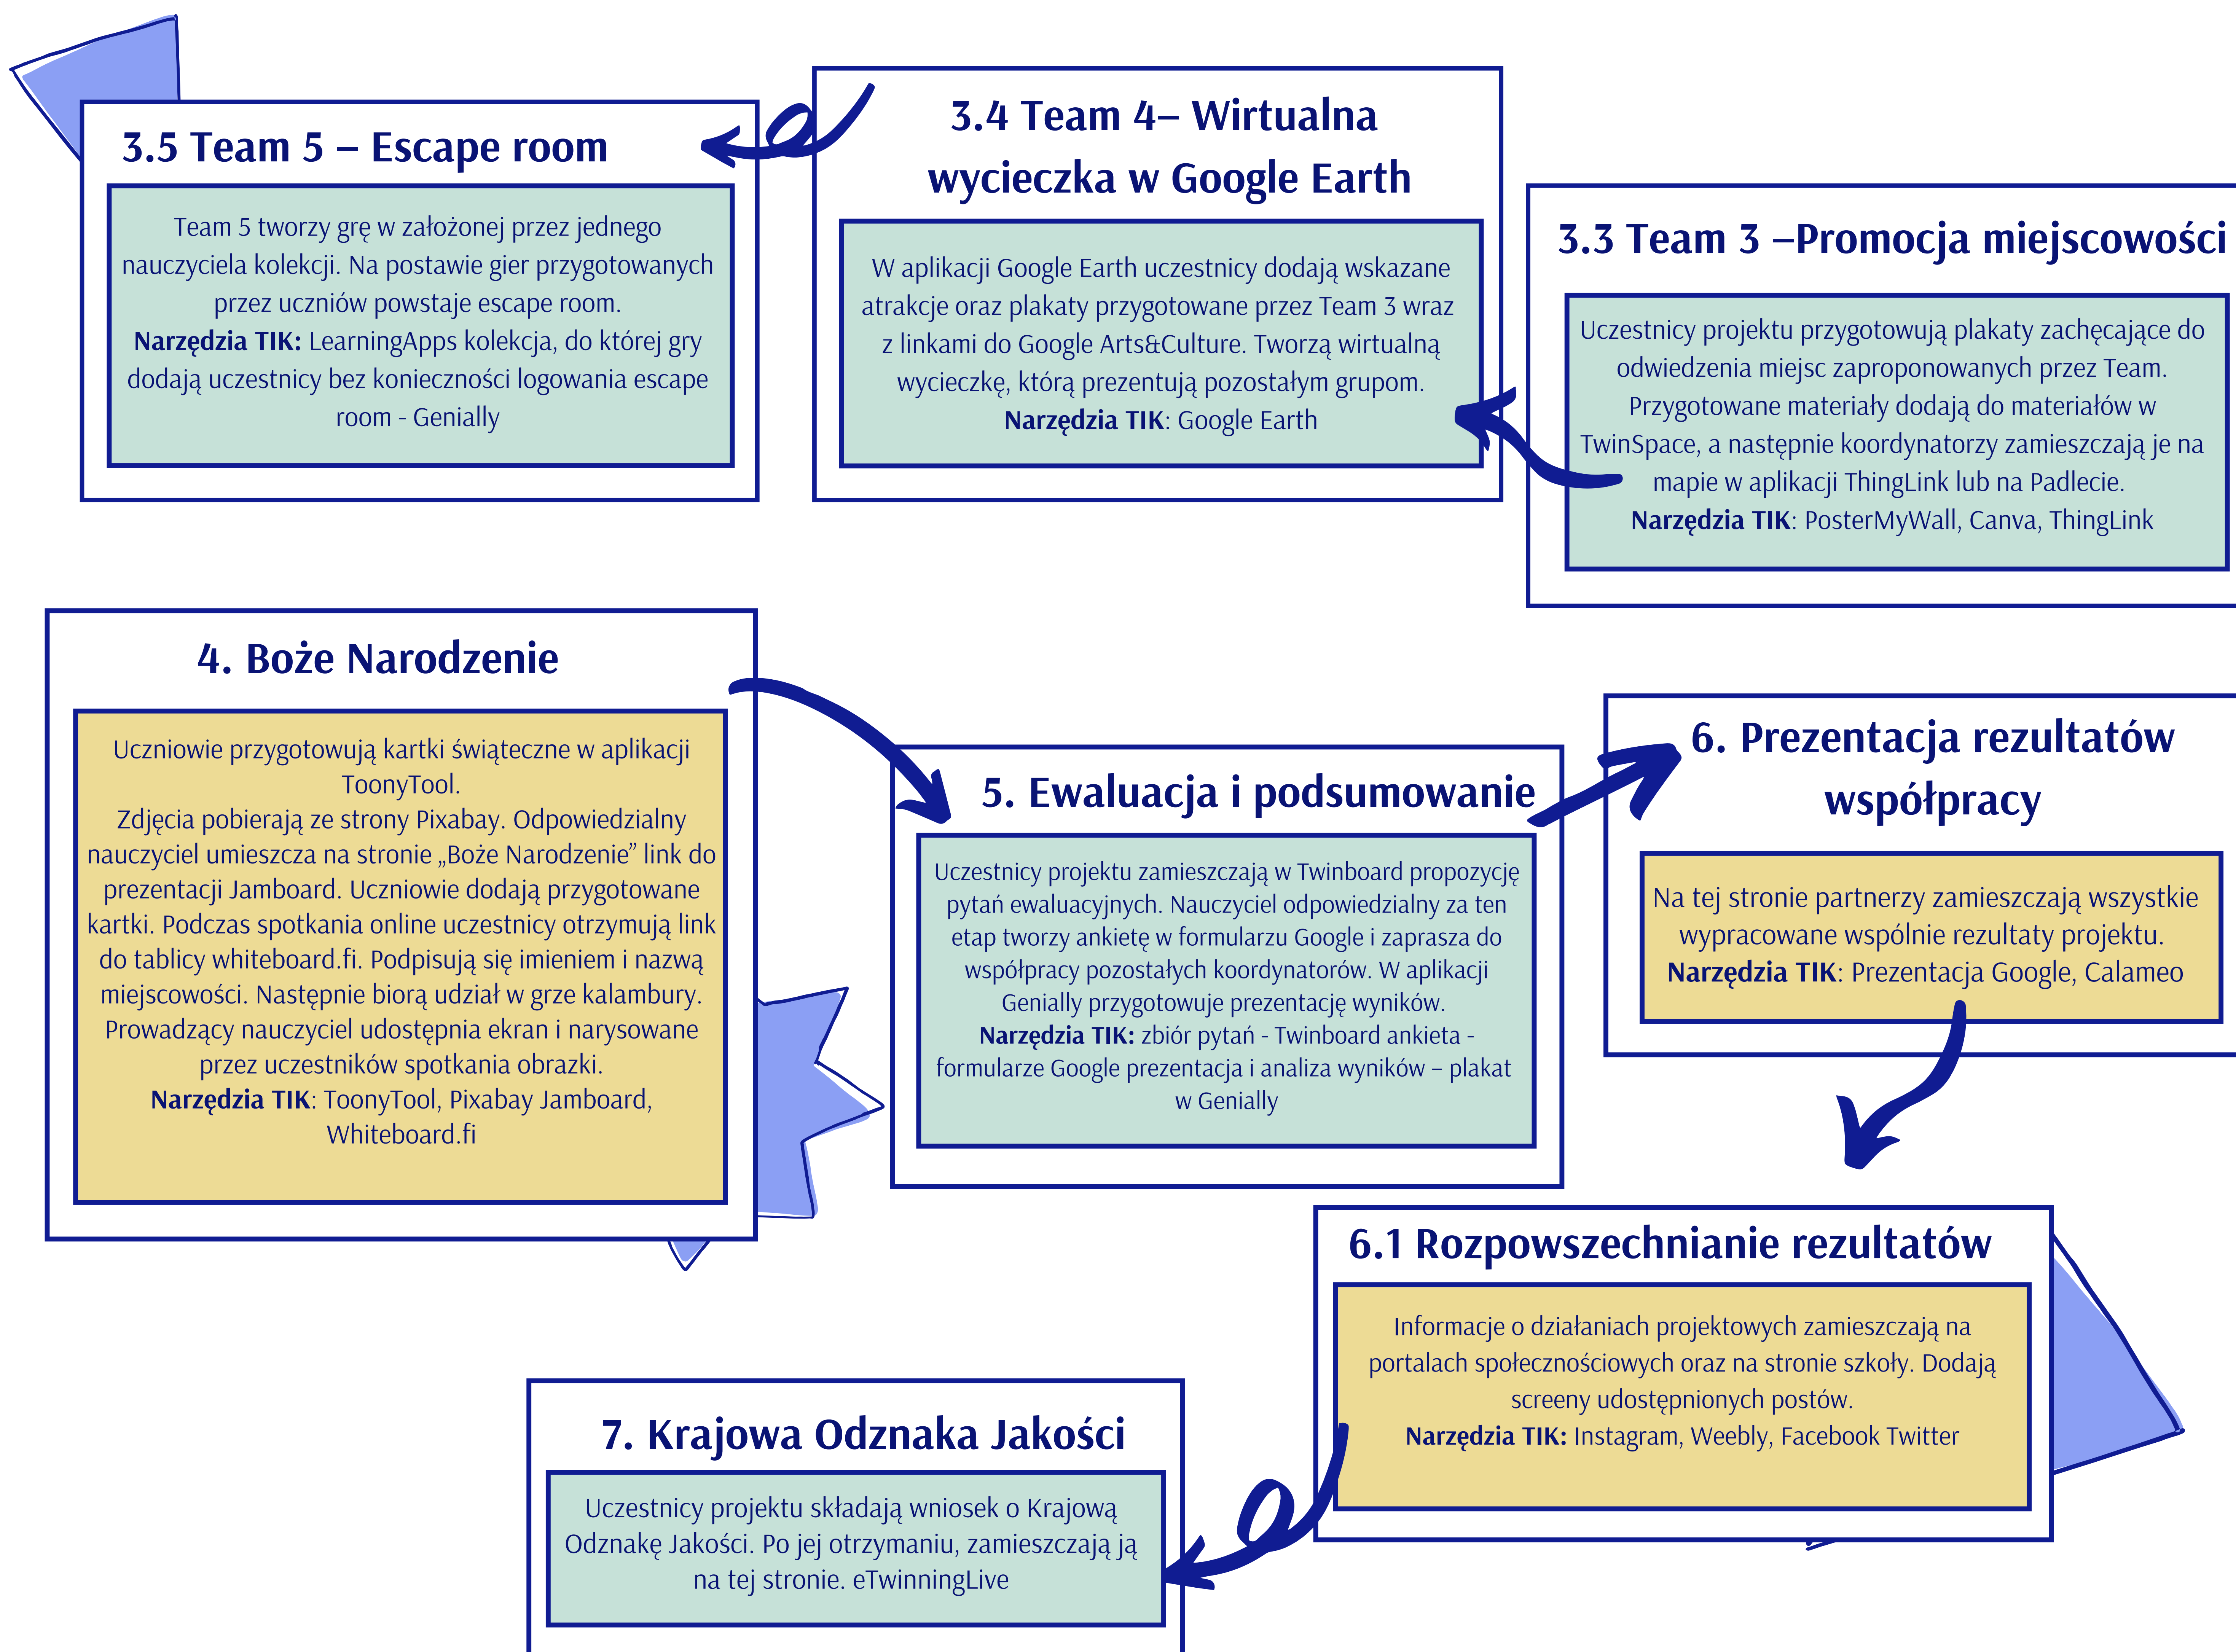 3.5 Team 5 – Escape room
Team 5 tworzy grę w założonej przez jednego
nauczyciela kolekcji. Na postawie gier przygotowanych
przez uczniów powstaje escape room.
Narzędzia TIK: LearningApps kolekcja, do której gry
dodają uczestnicy bez konieczności logowania escape
room - Genially
3.4 Team 4– Wirtualna
wycieczka w Google Earth
W aplikacji Google Earth uczestnicy dodają wskazane
atrakcje oraz plakaty przygotowane przez Team 3 wraz
z linkami do Google Arts&Culture. Tworzą wirtualną
wycieczkę, którą prezentują pozostałym grupom.
Narzędzia TIK: Google Earth
3.3 Team 3 –Promocja miejscowości
Uczestnicy projektu przygotowują plakaty zachęcające do
odwiedzenia miejsc zaproponowanych przez Team.
Przygotowane materiały dodają do materiałów w
TwinSpace, a następnie koordynatorzy zamieszczają je na
mapie w aplikacji ThingLink lub na Padlecie.
Narzędzia TIK: PosterMyWall, Canva, ThingLink
4. Boże Narodzenie
Uczniowie przygotowują kartki świąteczne w aplikacji
ToonyTool.
Zdjęcia pobierają ze strony Pixabay. Odpowiedzialny
nauczyciel umieszcza na stronie „Boże Narodzenie” link do
prezentacji Jamboard. Uczniowie dodają przygotowane
kartki. Podczas spotkania online uczestnicy otrzymują link
do tablicy whiteboard.fi. Podpisują się imieniem i nazwą
miejscowości. Następnie biorą udział w grze kalambury.
Prowadzący nauczyciel udostępnia ekran i narysowane
przez uczestników spotkania obrazki.
Narzędzia TIK: ToonyTool, Pixabay Jamboard,
Whiteboard.fi
5. Ewaluacja i podsumowanie
Uczestnicy projektu zamieszczają w Twinboard propozycję
pytań ewaluacyjnych. Nauczyciel odpowiedzialny za ten
etap tworzy ankietę w formularzu Google i zaprasza do
współpracy pozostałych koordynatorów. W aplikacji
Genially przygotowuje prezentację wyników.
Narzędzia TIK: zbiór pytań - Twinboard ankieta -
formularze Google prezentacja i analiza wyników – plakat
w Genially
6. Prezentacja rezultatów
współpracy
Na tej stronie partnerzy zamieszczają wszystkie
wypracowane wspólnie rezultaty projektu.
Narzędzia TIK: Prezentacja Google, Calameo
6.1 Rozpowszechnianie rezultatów
Informacje o działaniach projektowych zamieszczają na
portalach społecznościowych oraz na stronie szkoły. Dodają
screeny udostępnionych postów.
Narzędzia TIK: Instagram, Weebly, Facebook Twitter
7. Krajowa Odznaka Jakości
Uczestnicy projektu składają wniosek o Krajową
Odznakę Jakości. Po jej otrzymaniu, zamieszczają ją
na tej stronie. eTwinningLive